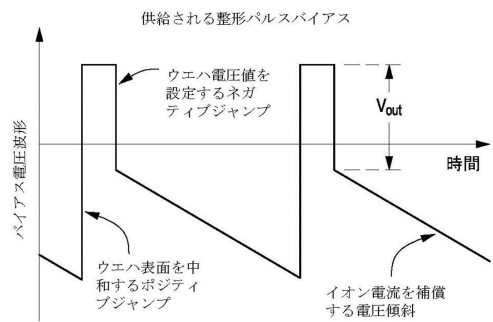 供給される整形パルスバイアス
ウエハ電圧値を
設定するネガ
ティブジャンプ
Vout
時間
バイアス電圧波形
ウエハ表面を中
和するポジティ
ブジャンプ
イオン電流を補償
する電圧傾斜